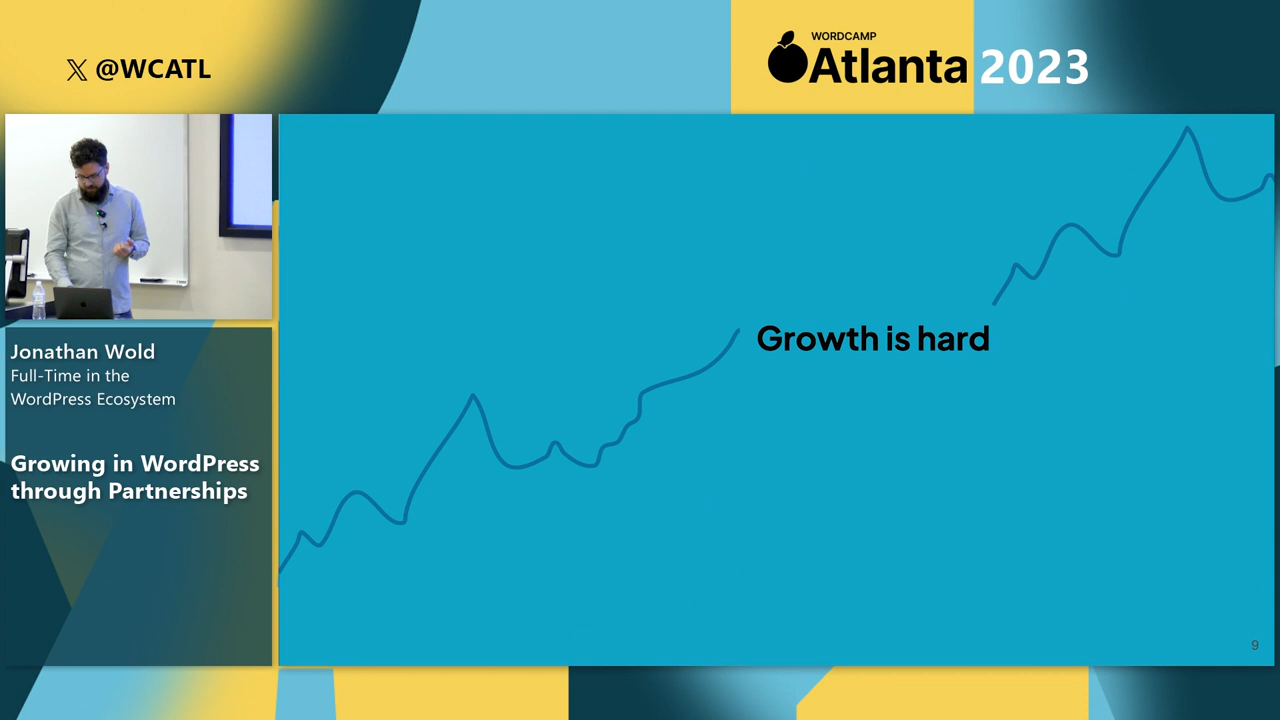 𝕏 @WCATL
WORDCAMP
Atlanta 2023
Jonathan Wold
Full-Time in the
WordPress Ecosystem
Growing in WordPress
through Partnerships
Growth is hard
9